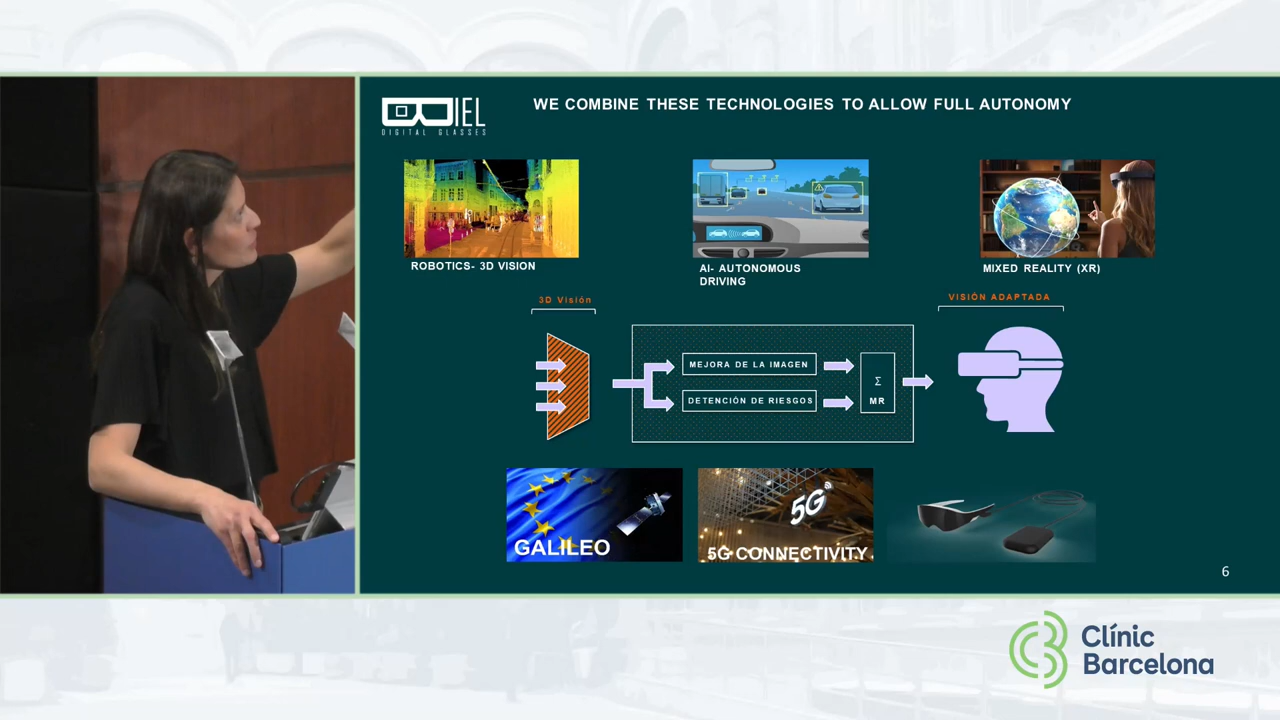 IEL
DIGITAL GLASSES
WE COMBINE THESE TECHNOLOGIES TO ALLOW FULL AUTONOMY
ROBOTICS- 3D VISION
AI- AUTONOMOUS
DRIVING
MIXED REALITY (XR)
3D Visión
VISIÓN ADAPTADA
MEJORA DE LA IMAGEN
DETENCIÓN DE RIESGOS
Σ
MR
GALILEO
5G
5G CONNECTIVITY
6
Clínic
Barcelona